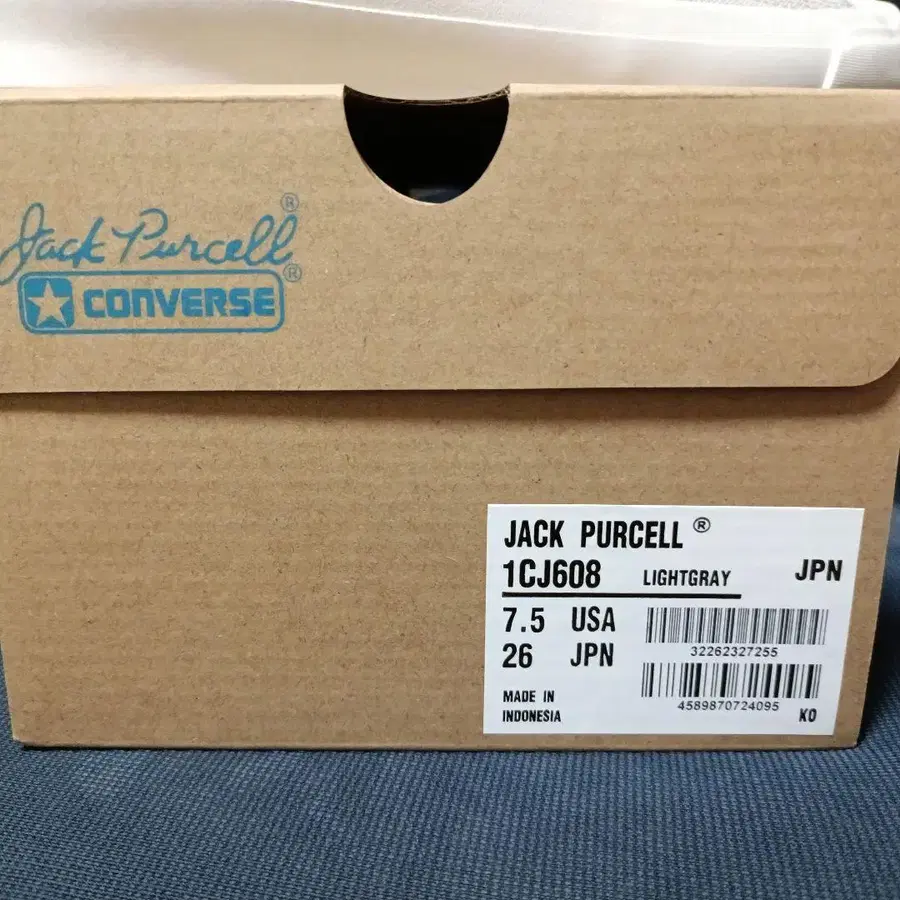 Jack Purcell®
CONVERSE®
JACK PURCELL®
1CJ608 LIGHTGRAY JPN
7.5 USA
32262327255
26 JPN
4589870724095
MADE IN
INDONESIA
KO